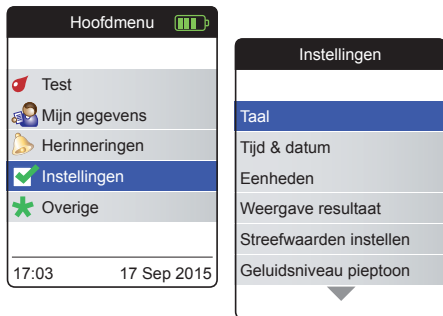 Hoofdmenu
Test
Mijn gegevens
Herinneringen
Instellingen
Overige
17:03 17 Sep 2015
Instellingen
Taal
Tijd & datum
Eenheden
Weergave resultaat
Streefwaarden instellen
Geluidsniveau pieptoon